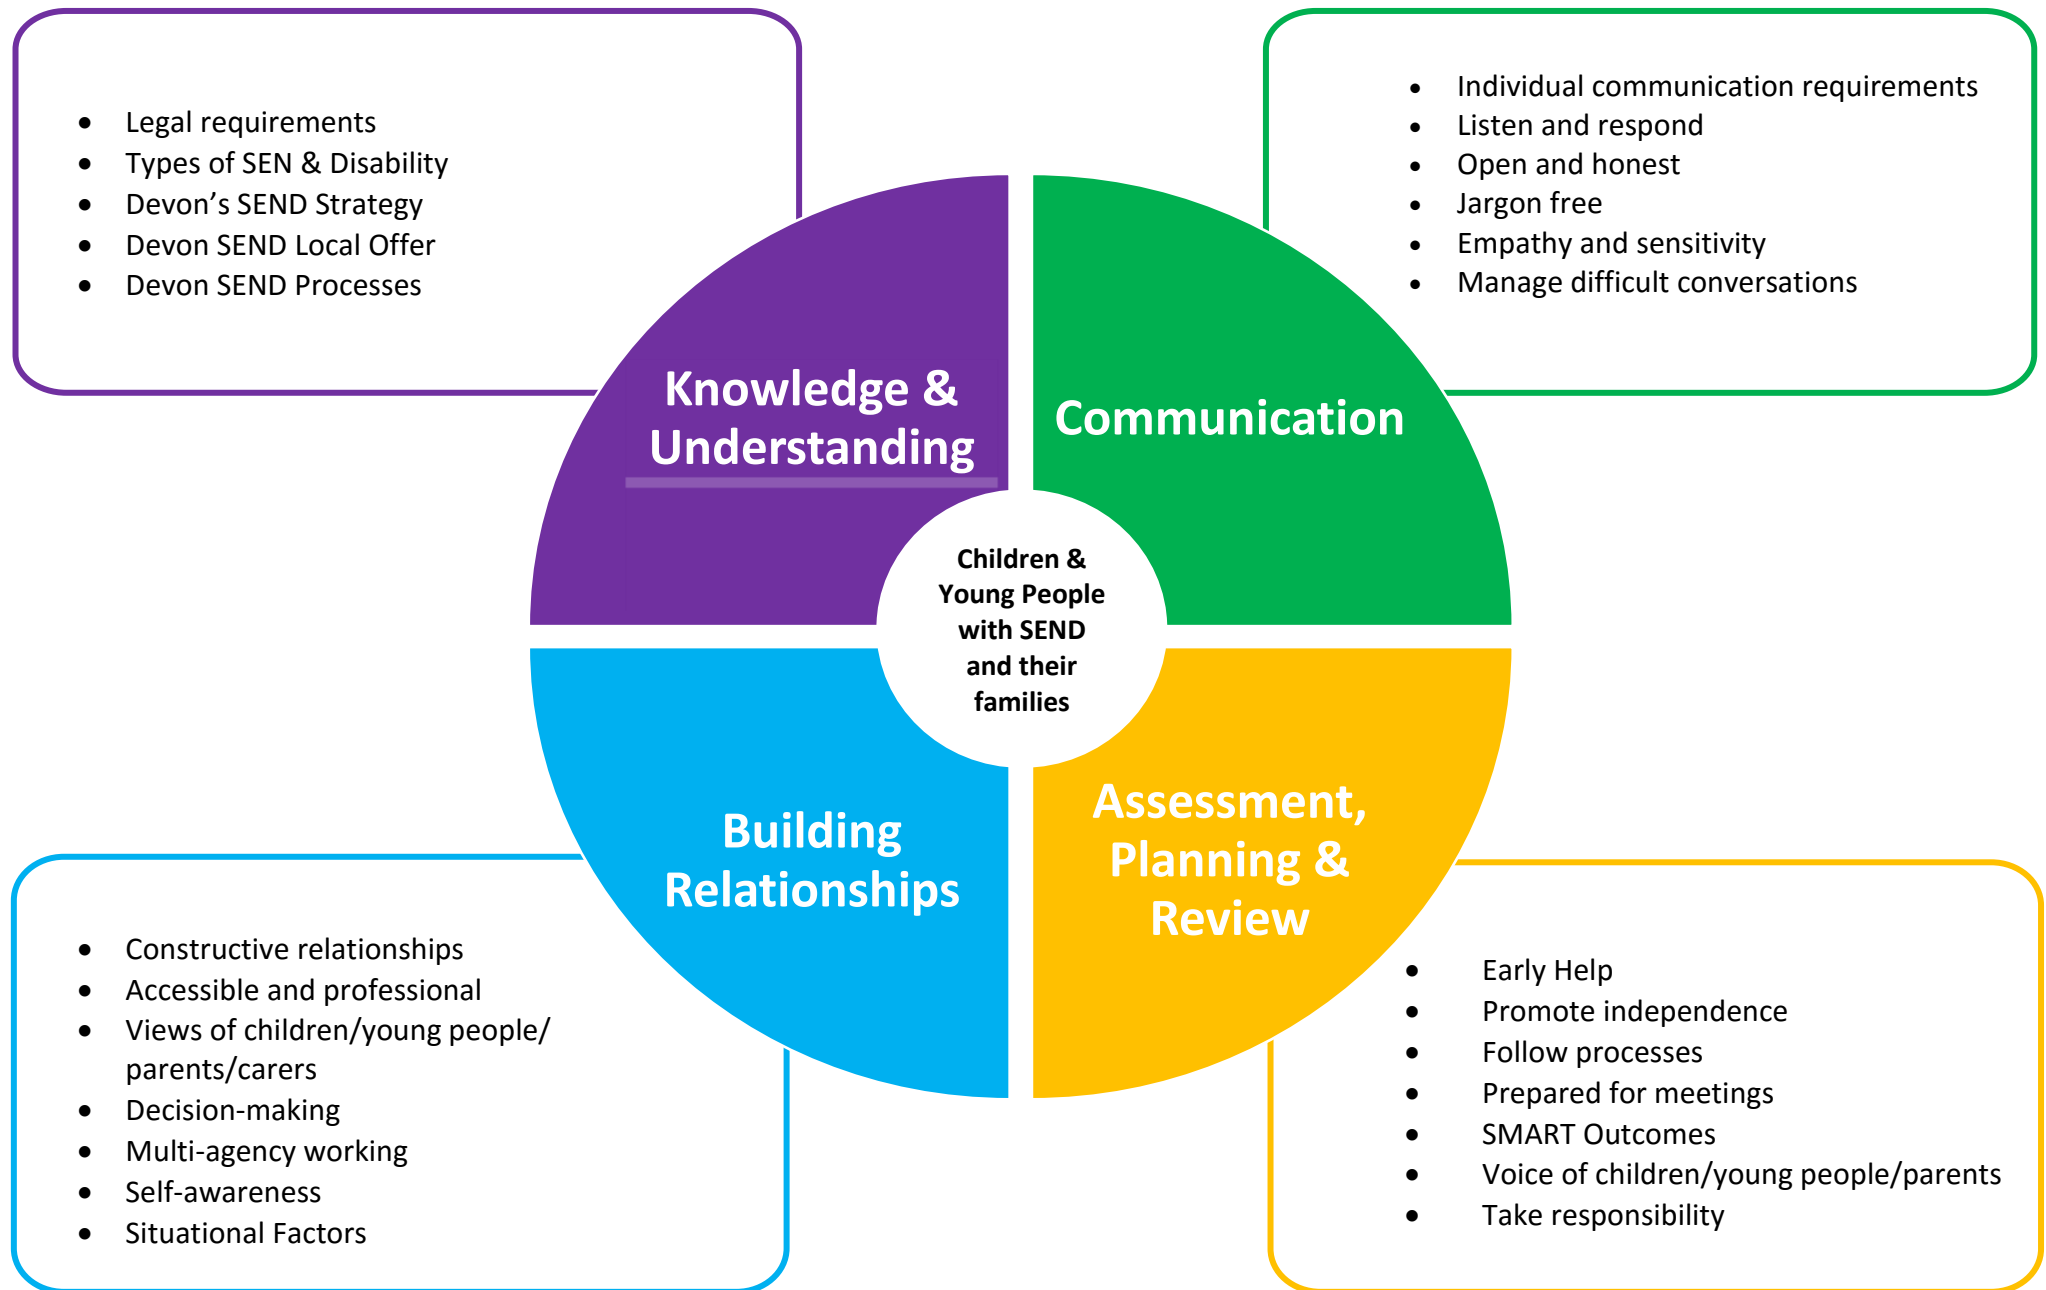 • Legal requirements
• Types of SEN & Disability
• Devon’s SEND Strategy
• Devon SEND Local Offer
• Devon SEND Processes
• Individual communication requirements
• Listen and respond
• Open and honest
• Jargon free
• Empathy and sensitivity
• Manage difficult conversations
Knowledge &
Understanding
Communication
Children &
Young People
with SEND
and their
families
Building
Relationships
Assessment,
Planning &
Review
• Constructive relationships
• Accessible and professional
• Views of children/young people/
parents/carers
• Decision-making
• Multi-agency working
• Self-awareness
• Situational Factors
• Early Help
• Promote independence
• Follow processes
• Prepared for meetings
• SMART Outcomes
• Voice of children/young people/parents
• Take responsibility